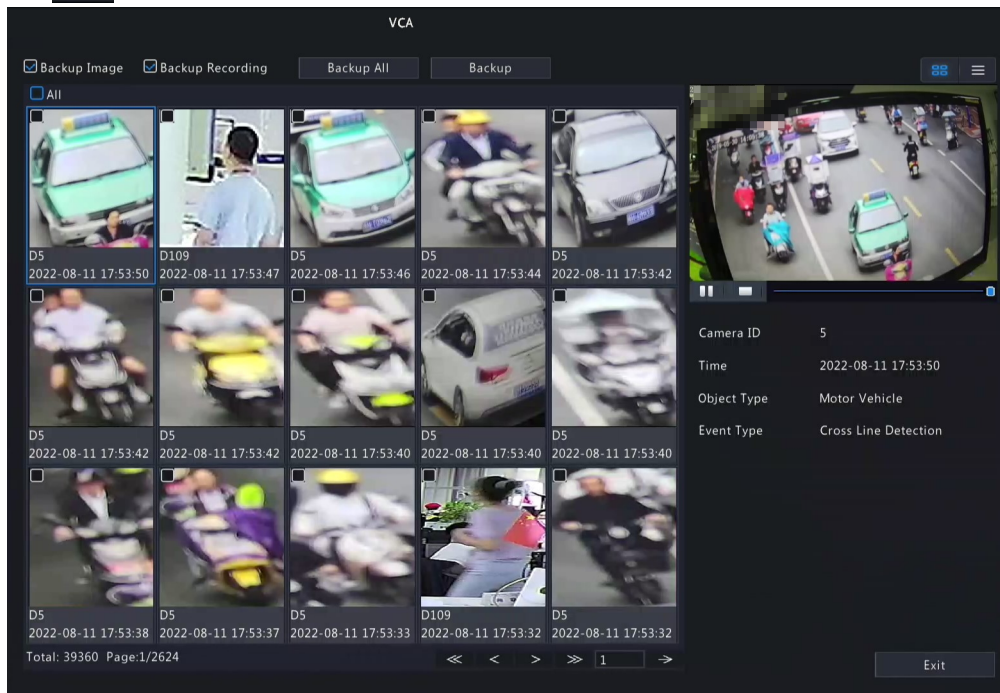 VCA
Backup Image Backup Recording Backup All Backup
All
D5 D109 D5 D5 D5
2022-08-11 17:53:50 2022-08-11 17:53:47 2022-08-11 17:53:46 2022-08-11 17:53:44 2022-08-11 17:53:42
D5 D5 D5 D5 D5
2022-08-11 17:53:42 2022-08-11 17:53:42 2022-08-11 17:53:40 2022-08-11 17:53:40 2022-08-11 17:53:40
D5 D5 D5 D109 D5
2022-08-11 17:53:38 2022-08-11 17:53:37 2022-08-11 17:53:33 2022-08-11 17:53:32 2022-08-11 17:53:32
Total: 39360 Page:1/2624
1
Camera ID 5
Time 2022-08-11 17:53:50
Object Type Motor Vehicle
Event Type Cross Line Detection
Exit